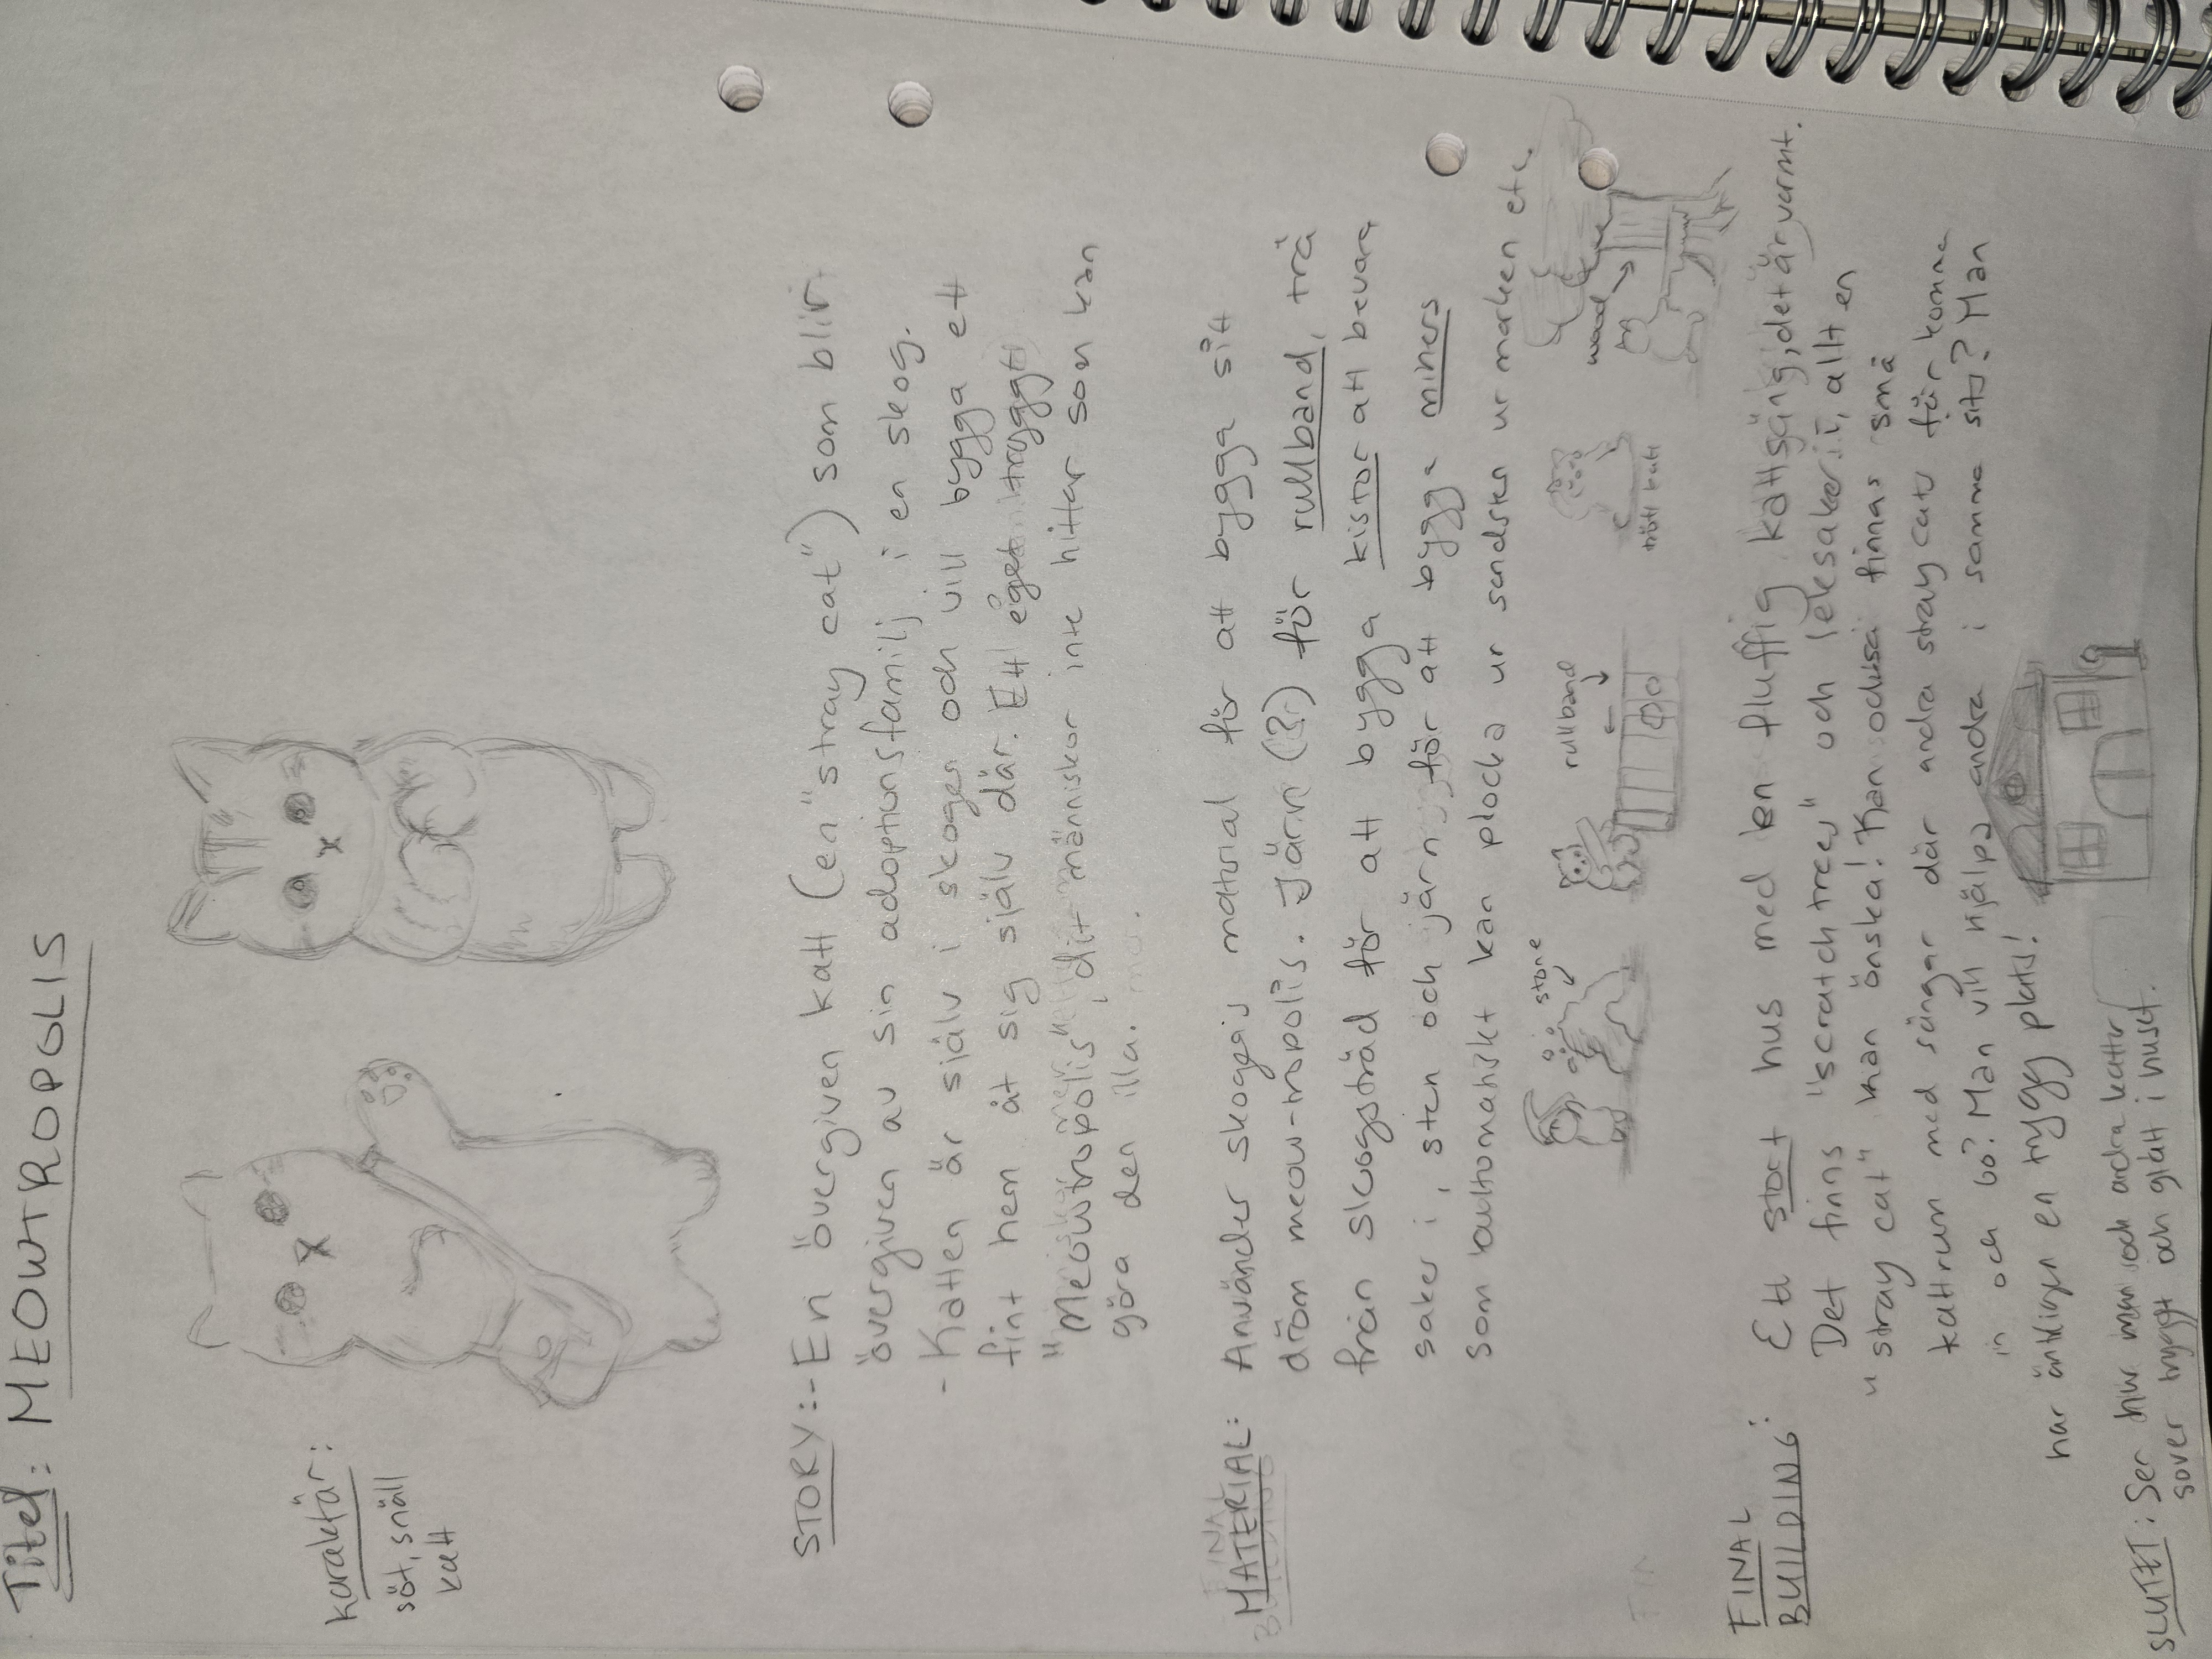 Titel: MEOWTROPOLIS
karaktär:
söt, snäll
katt
STORY: - En övergiven katt (en "stray cat") som blir
övergiven av sin adoptionsfamilj i en skog.
- Katten är själv i skogen och vill bygga ett
fint hem åt sig själv där. Ett eget tryggt
"Meowtropolis", dit människor inte hittar som kan
göra den illa.
MATERIAL: Använder skogens material för att bygga sitt
dröm meow-tropolis. Järn (?) för rullband, trä
från skogsträd för att bygga kistor att bevara
saker i, sten och järn för att bygga miners
som automatiskt kan plocka ur sandsten ur marken etc.
stone
rullband
wood
trött katt
FINAL
BUILDING: Ett stort hus med en fluffig kattsäng, det är varmt.
Det finns "scratch trees" och leksaker i, allt en
"stray cat" kan önska! Kan också finnas små
kattrum med sängar där andra stray cats får komma
in och bo? Man vill hjälpa andra i samma sits? Man
har äntligen en trygg plats!
SLUTET: Ser hur man och andra katter
sover tryggt och glatt i huset.